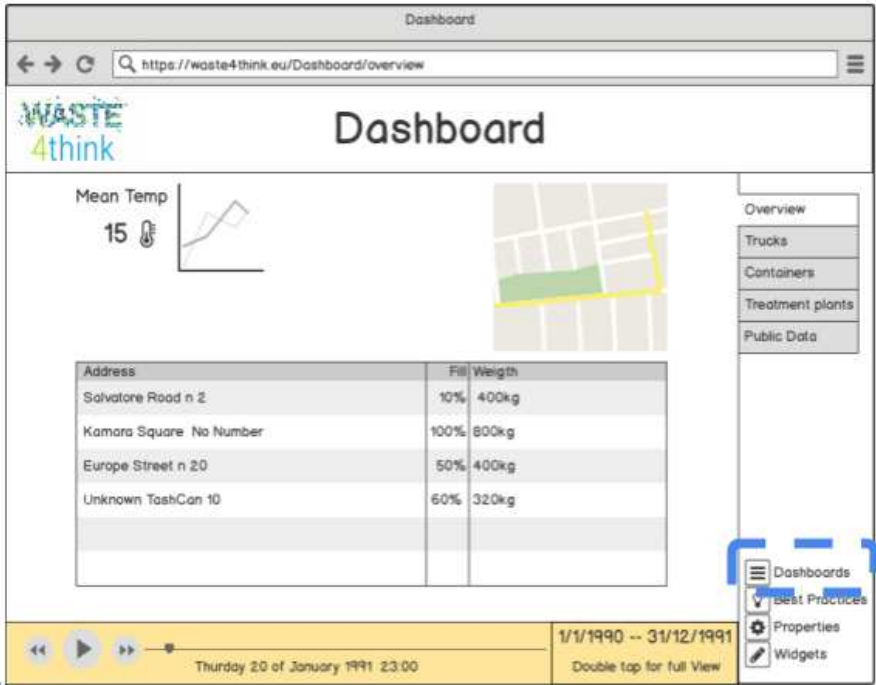 Dashboard
https://waste4think.eu/Dashboard/overview
WASTE
4think
Dashboard
Mean Temp
15
Overview
Trucks
Containers
Treatment plants
Public Data
Address Fill Weigth
Salvatore Road n 2 10% 400kg
Kamara Square No Number 100% 800kg
Europe Street n 20 50% 400kg
Unknown TashCan 10 60% 320kg
Dashboards
Best Practices
Properties
Widgets
Thurday 20 of January 1991 23:00
1/1/1990 -- 31/12/1991
Double tap for full View